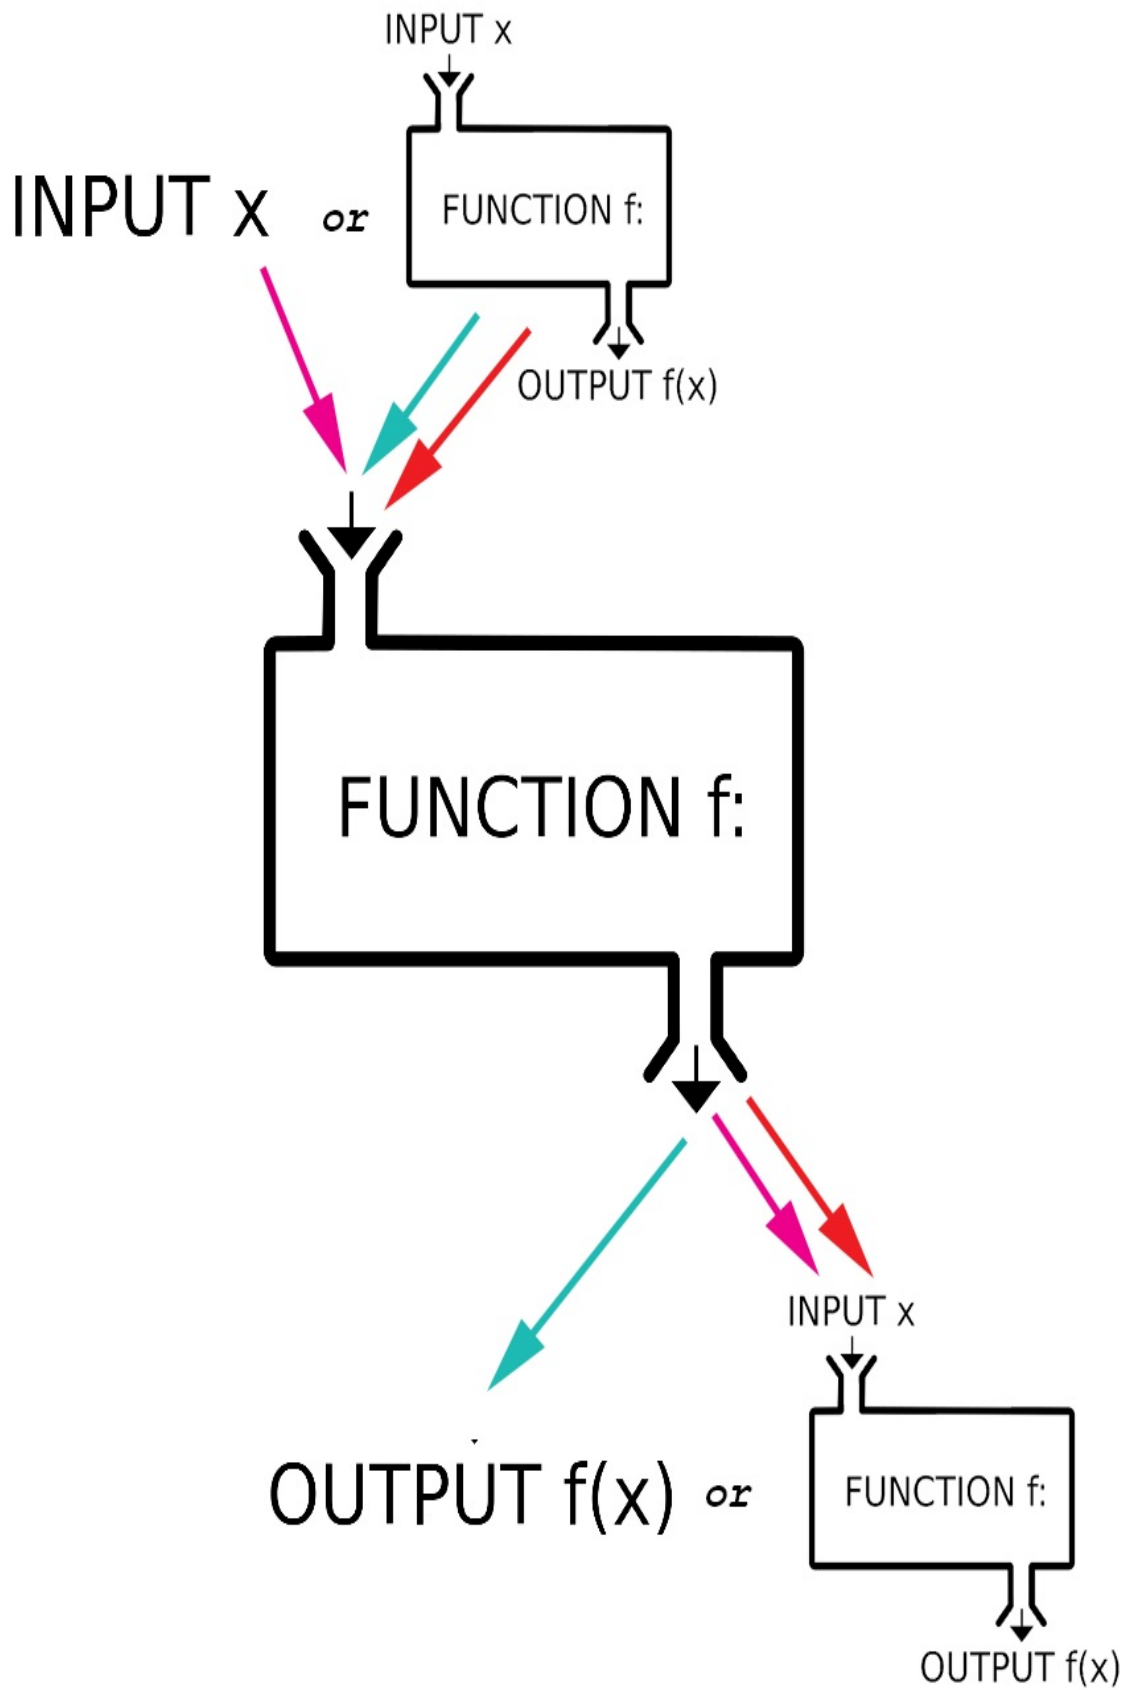 INPUT x
FUNCTION f:
INPUT x or
OUTPUT f(x)
FUNCTION f:
INPUT x
OUTPUT f(x) or
FUNCTION f:
OUTPUT f(x)